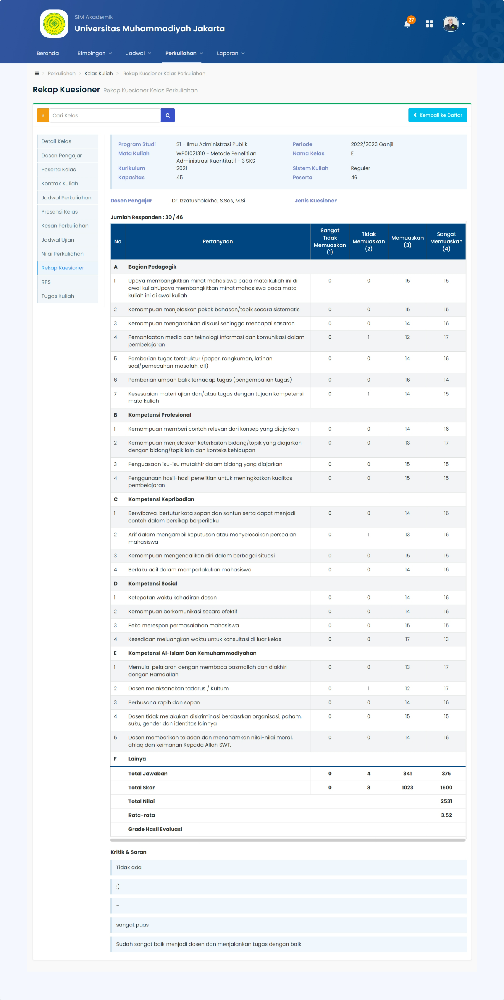 SIM Akademik
Universitas Muhammadiyah Jakarta
27
Beranda Bimbingan Jadwal Perkuliahan Laporan
> Perkuliahan > Kelas Kuliah > Rekap Kuesioner Kelas Perkuliahan
Rekap Kuesioner Rekap Kuesioner Kelas Perkuliahan
« Cari Kelas
Kembali ke Daftar
Detail Kelas
Dosen Pengajar
Peserta Kelas
Kontrak Kuliah
Jadwal Perkuliahan
Presensi Kelas
Kesan Perkuliahan
Jadwal Ujian
Nilai Perkuliahan
Rekap Kuesioner
RPS
Tugas Kuliah
Program Studi S1 - Ilmu Administrasi Publik Periode 2022/2023 Ganjil
Mata Kuliah WP01021310 - Metode Penelitian Nama Kelas E
Administrasi Kuantitatif - 3 SKS
Kurikulum 2021 Sistem Kuliah Reguler
Kapasitas 45 Peserta 46
Dosen Pengajar Dr. Izzatusholekha, S.Sos, M.Si Jenis Kuesioner
Jumlah Responden : 30 / 46
No Pertanyaan Sangat Tidak Memuaskan (1) Tidak Memuaskan (2) Memuaskan (3) Sangat Memuaskan (4)
A Bagian Pedagogik
1 Upaya membangkitkan minat mahasiswa pada mata kuliah ini di 0 0 15 15
awal kuliahUpaya membangkitkan minat mahasiswa pada mata
kuliah ini di awal kuliah
2 Kemampuan menjelaskan pokok bahasan/topik secara sistematis 0 0 15 15
3 Kemampuan mengarahkan diskusi sehingga mencapai sasaran 0 0 14 16
4 Pemanfaatan media dan teknologi informasi dan komunikasi dalam 0 1 12 17
pembelajaran
5 Pemberian tugas terstruktur (paper, rangkuman, latihan 0 0 14 16
soal/pemecahan masalah, dll)
6 Pemberian umpan balik terhadap tugas (pengembalian tugas) 0 0 16 14
7 Kesesuaian materi ujian dan/atau tugas dengan tujuan kompetensi 0 1 14 15
mata kuliah
B Kompetensi Profesional
1 Kemampuan memberi contoh relevan dari konsep yang diajarkan 0 0 14 16
2 Kemampuan menjelaskan keterkaitan bidang/topik yang diajarkan 0 0 13 17
dengan bidang/topik lain dan konteks kehidupan
3 Penguasaan isu-isu mutakhir dalam bidang yang diajarkan 0 0 15 15
4 Penggunaan hasil-hasil penelitian untuk meningkatkan kualitas 0 0 15 15
pembelajaran
C Kompetensi Kepribadian
1 Berwibawa, bertutur kata sopan dan santun serta dapat menjadi 0 0 14 16
contoh dalam bersikap berperilaku
2 Arif dalam mengambil keputusan atau menyelesaikan persoalan 0 1 13 16
mahasiswa
3 Kemampuan mengendalikan diri dalam berbagai situasi 0 0 15 15
4 Berlaku adil dalam memperlakukan mahasiswa 0 0 14 16
D Kompetensi Sosial
1 Ketepatan waktu kehadiran dosen 0 0 14 16
2 Kemampuan berkomunikasi secara efektif 0 0 14 16
3 Peka merespon permasalahan mahasiswa 0 0 15 15
4 Kesediaan meluangkan waktu untuk konsultasi di luar kelas 0 0 17 13
E Kompetensi Al-Islam Dan Kemuhammadiyahan
1 Memulai pelajaran dengan membaca basmallah dan diakhiri 0 0 13 17
dengan Hamdallah
2 Dosen melaksanakan tadarus / Kultum 0 1 12 17
3 Berbusana rapih dan sopan 0 0 14 16
4 Dosen tidak melakukan diskriminasi berdasrkan organisasi, paham, 0 0 15 15
suku, gender dan identitas lainnya
5 Dosen memberikan teladan dan menanamkan nilai-nilai moral, 0 0 14 16
ahlaq dan keimanan Kepada Allah SWT.
F Lainya
Total Jawaban 0 4 341 375
Total Skor 0 8 1023 1500
Total Nilai 2531
Rata-rata 3.52
Grade Hasil Evaluasi
Kritik & Saran
Tidak ada
:)
-
sangat puas
Sudah sangat baik menjadi dosen dan menjalankan tugas dengan baik